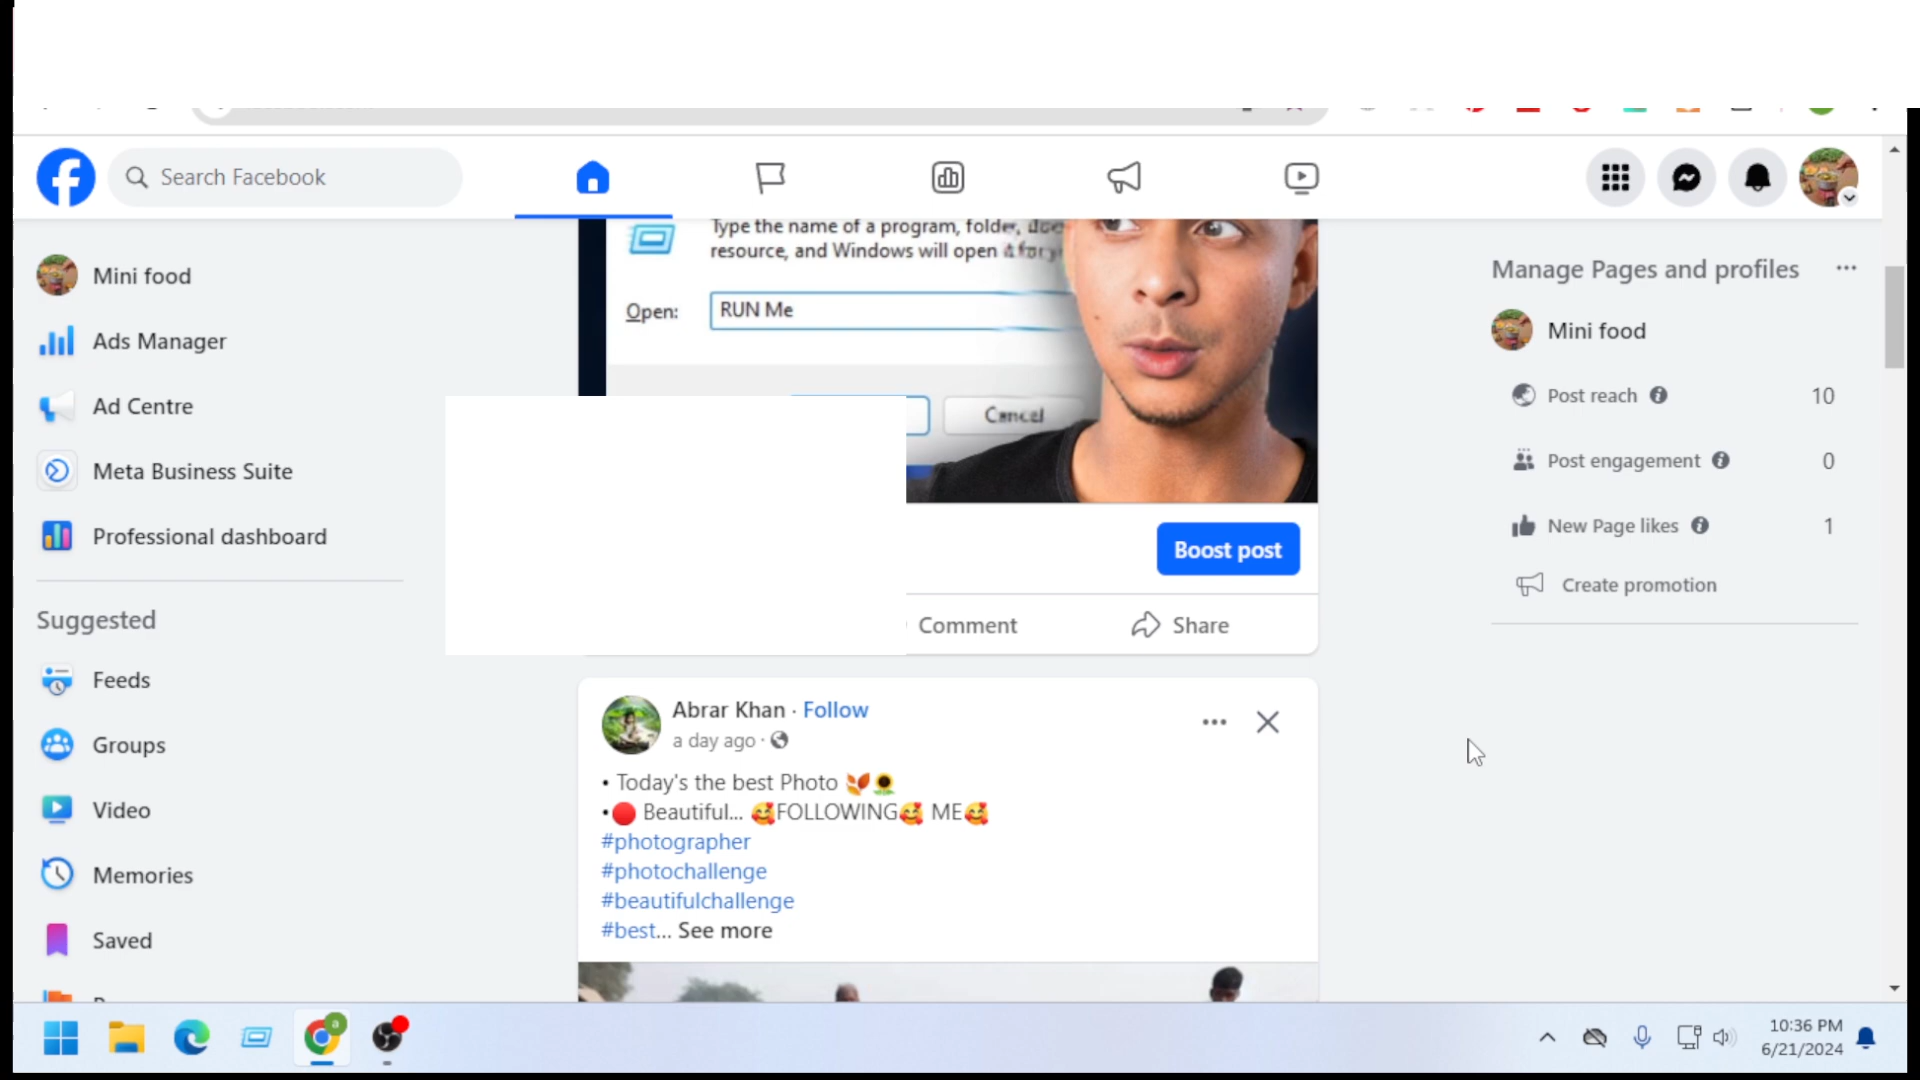 Search Facebook
Mini food
Ads Manager
Ad Centre
Meta Business Suite
Professional dashboard
Suggested
Feeds
Groups
Video
Memories
Saved
Type the name of a program, folder,
resource, and Windows will open
Open:
RUN Me
Cancel
Boost post
Comment
Share
Abrar Khan · Follow
a day ago ·
• Today's the best Photo 🍂🌻
•🔴 Beautiful... 🥰FOLLOWING🥰 ME🥰
#photographer
#photochallenge
#beautifulchallenge
#best... See more
Manage Pages and profiles
Mini food
Post reach 10
Post engagement 0
New Page likes 1
Create promotion
a
10:36 PM
6/21/2024